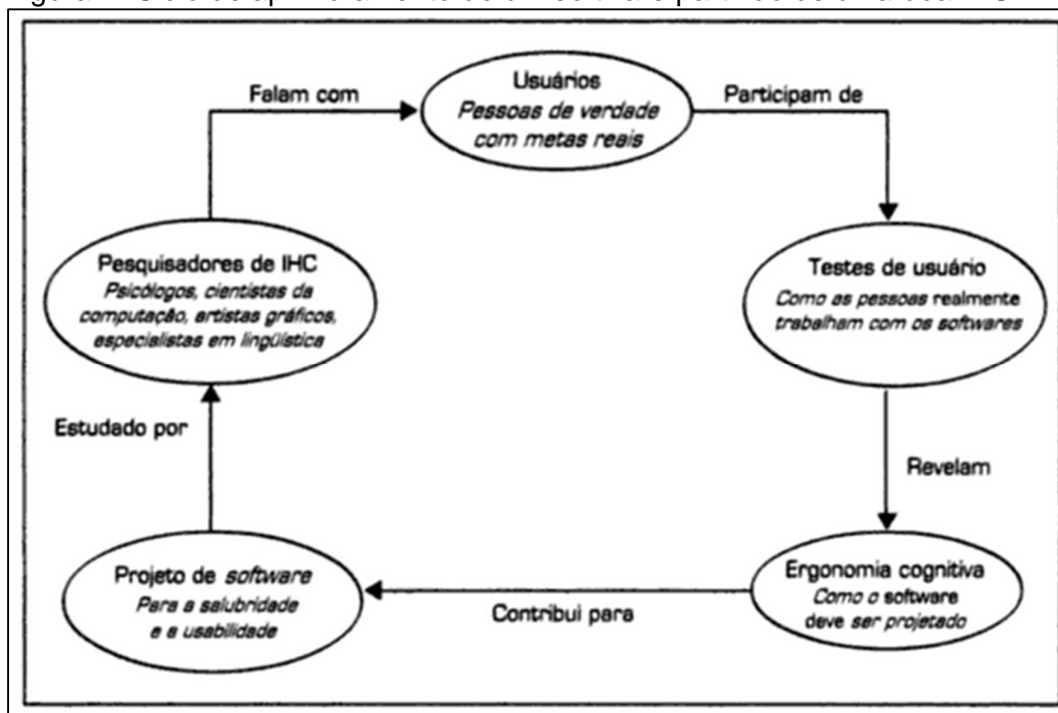 Usuários
Pessoas de verdade
com metas reais
Falam com
Participam de
Pesquisadores de IHC
Psicólogos, cientistas da
computação, artistas gráficos,
especialistas em lingüística
Testes de usuário
Como as pessoas realmente
trabalham com os softwares
Estudado por
Revelam
Projeto de software
Para a salubridade
e a usabilidade
Ergonomia cognitiva
Como o software
deve ser projetado
Contribui para